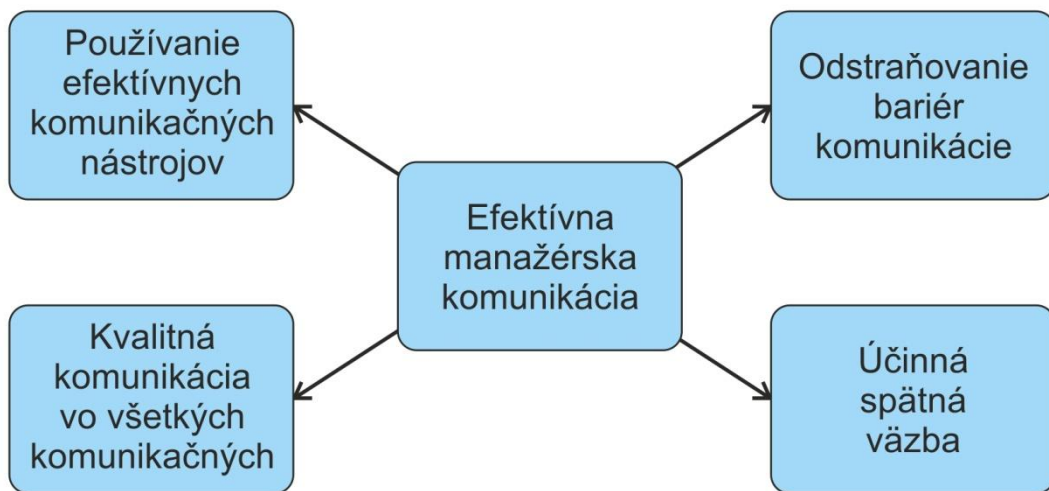 Používanie
efektívnych
komunikačných
nástrojov
Odstraňovanie
bariér
komunikácie
Efektívna
manažérska
komunikácia
Kvalitná
komunikácia
vo všetkých
komunikačných
Účinná
spätná
väzba